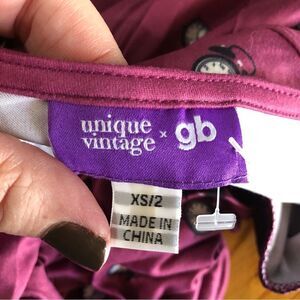 unique
vintage × gb
XS/2
MADE IN
CHINA